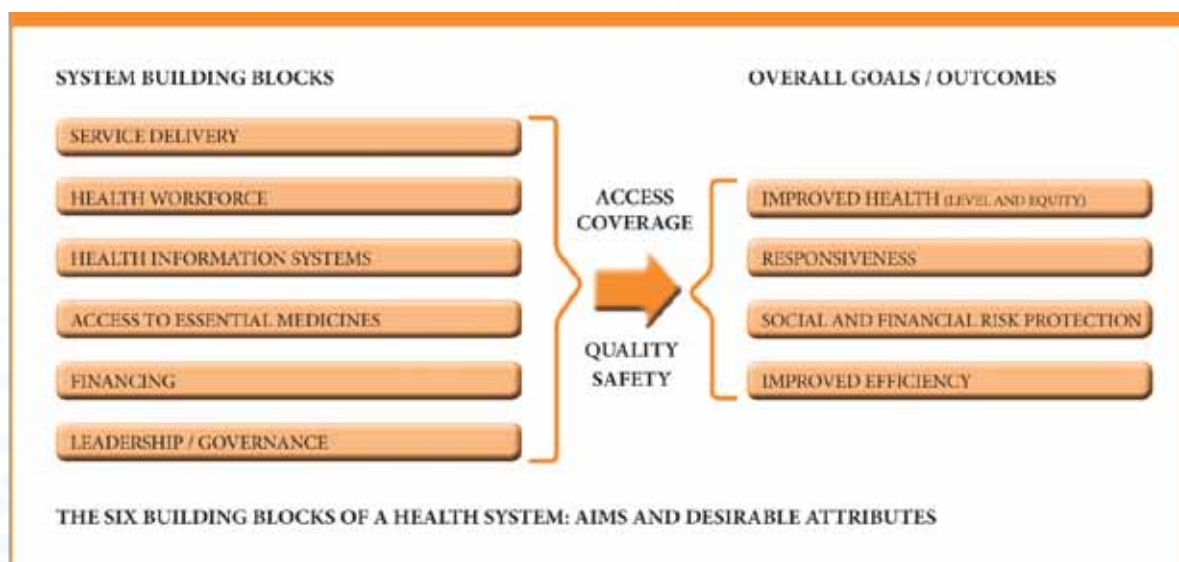 SYSTEM BUILDING BLOCKS
SERVICE DELIVERY
HEALTH WORKFORCE
HEALTH INFORMATION SYSTEMS
ACCESS TO ESSENTIAL MEDICINES
FINANCING
LEADERSHIP / GOVERNANCE
ACCESS
COVERAGE
QUALITY
SAFETY
OVERALL GOALS / OUTCOMES
IMPROVED HEALTH (LEVEL AND EQUITY)
RESPONSIVENESS
SOCIAL AND FINANCIAL RISK PROTECTION
IMPROVED EFFICIENCY
THE SIX BUILDING BLOCKS OF A HEALTH SYSTEM: AIMS AND DESIRABLE ATTRIBUTES